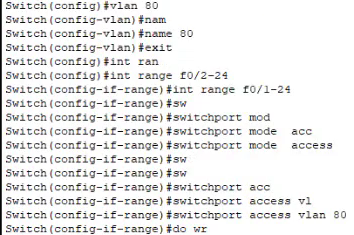 Switch(config)#vlan 80
Switch(config-vlan)#nam
Switch(config-vlan)#name 80
Switch(config-vlan)#exit
Switch(config)#int ran
Switch(config)#int range f0/2-24
Switch(config-if-range)#int range f0/1-24
Switch(config-if-range)#sw
Switch(config-if-range)#switchport mod
Switch(config-if-range)#switchport mode  acc
Switch(config-if-range)#switchport mode  access
Switch(config-if-range)#sw
Switch(config-if-range)#sw
Switch(config-if-range)#switchport acc
Switch(config-if-range)#switchport access vl
Switch(config-if-range)#switchport access vlan 80
Switch(config-if-range)#do wr